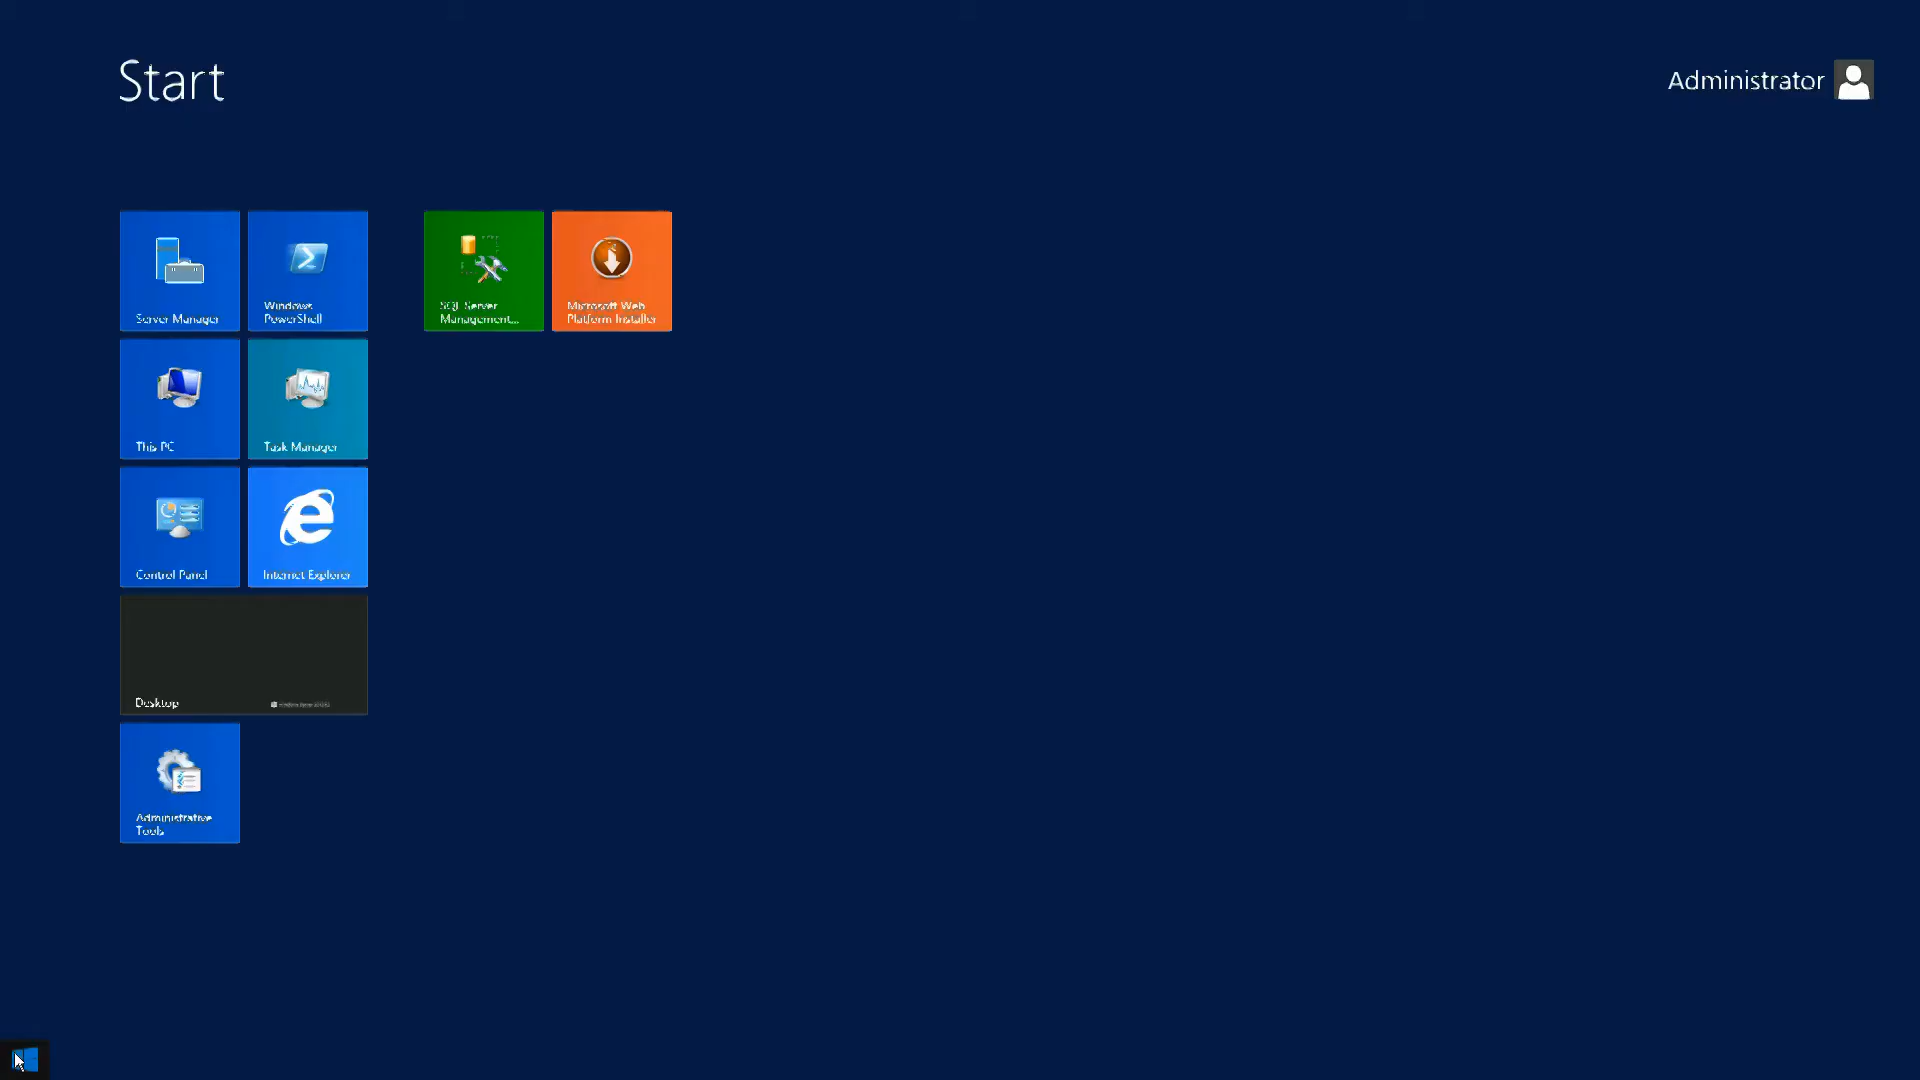 Start
Administrator
Server Manager
Windows
PowerShell
SQL Server
Management...
Microsoft Web
Platform Installer
This PC
Task Manager
Control Panel
Internet Explorer
Desktop
Administrative
Tools